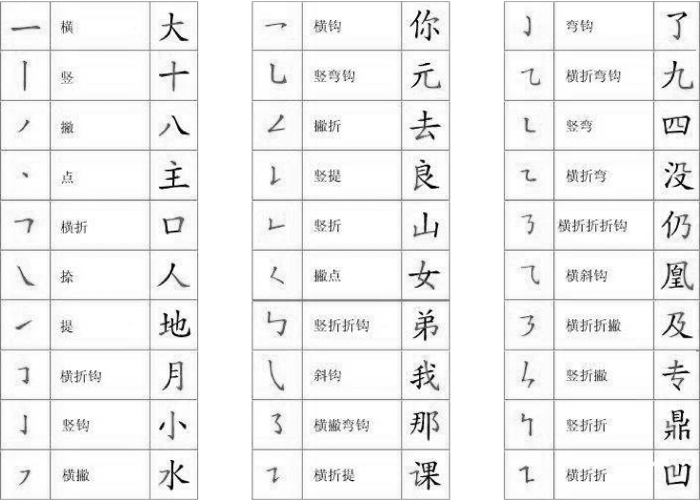 一 横 大
丨 竖 十
㇒ 撇 八
丶 点 主
㇕ 横折 口
㇏ 捺 人
㇀ 提 地
㇆ 横折钩 月
亅 竖钩 小
㇇ 横撇 水
乛 横钩 你
乚 竖弯钩 元
㇜ 撇折 去
㇙ 竖提 良
㇗ 竖折 山
㇛ 撇点 女
㇉ 竖折折钩 弟
㇂ 斜钩 我
㇌ 横撇弯钩 那
㇊ 横折提 课
㇁ 弯钩 了
㇈ 横折弯钩 九
㇄ 竖弯 四
㇍ 横折弯 没
㇡ 横折折折钩 仍
⺄ 横斜钩 凰
㇋ 横折折撇 及
㇞ 竖折撇 专
㇞ 竖折折 鼎
㇅ 横折折 凹